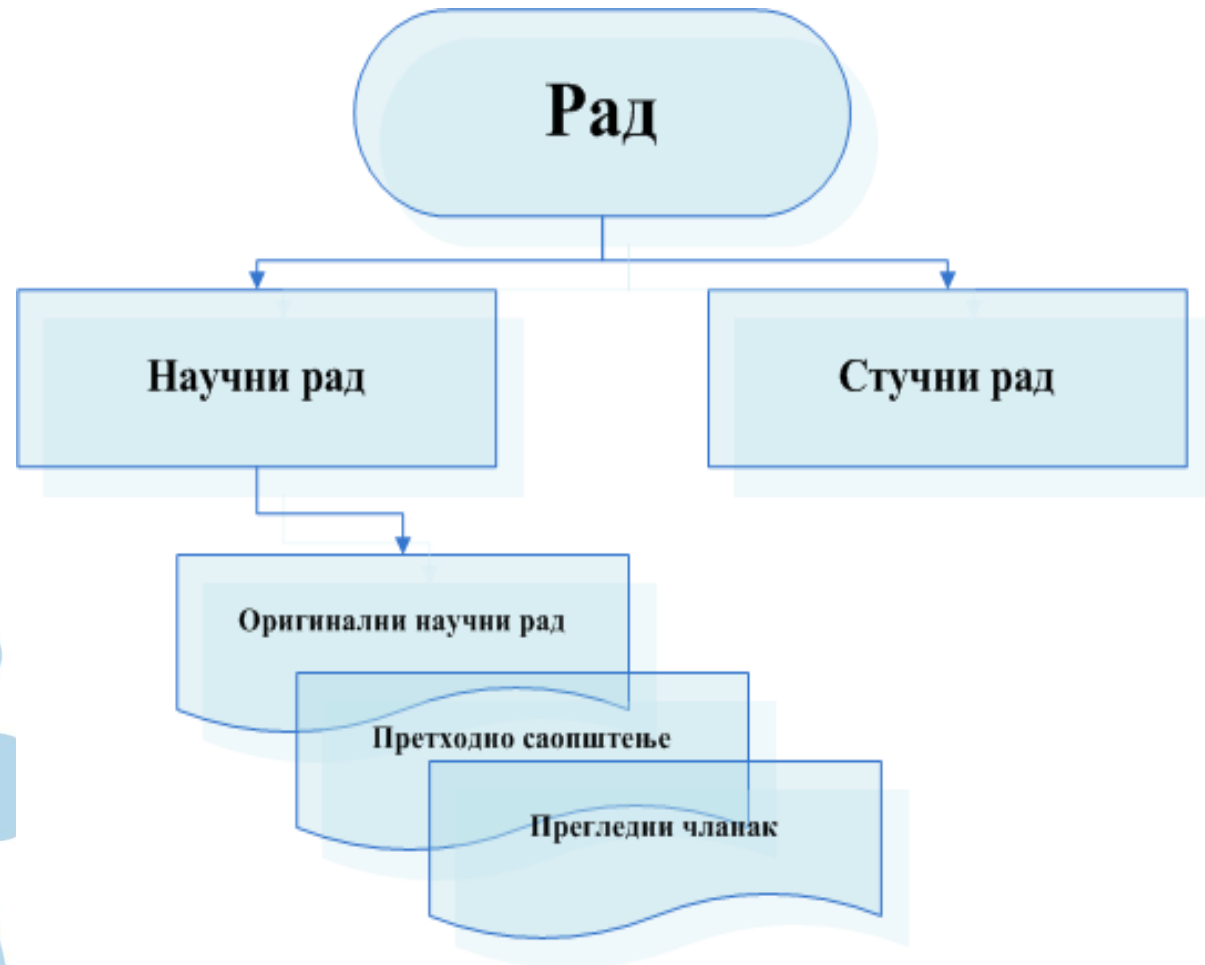 Рад
Научни рад
Стучни рад
Оригинални научни рад
Претходно саопштење
Прегледни чланак